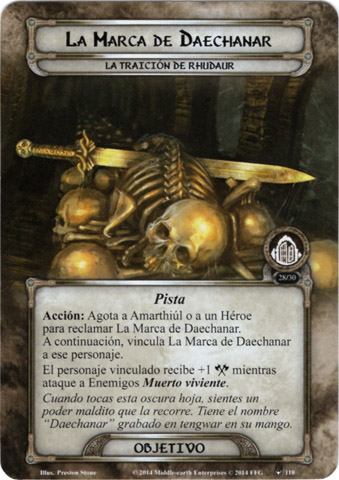 La Marca de Daechanar
La traición de Rhudaur
28/30
Pista
Acción: Agota a Amarthiúl o a un Héroe
para reclamar La Marca de Daechanar.
A continuación, vincula La Marca de Daechanar
a ese personaje.
El personaje vinculado recibe +1 mientras
ataque a Enemigos Muerto viviente.
Cuando tocas esta oscura hoja, sientes un
poder maldito que la recorre. Tiene el nombre
“Daechanar” grabado en tengwar en su mango.
OBJETIVO
Illus. Preston Stone ©2014 Middle-earth Enterprises © 2014 FFG 110